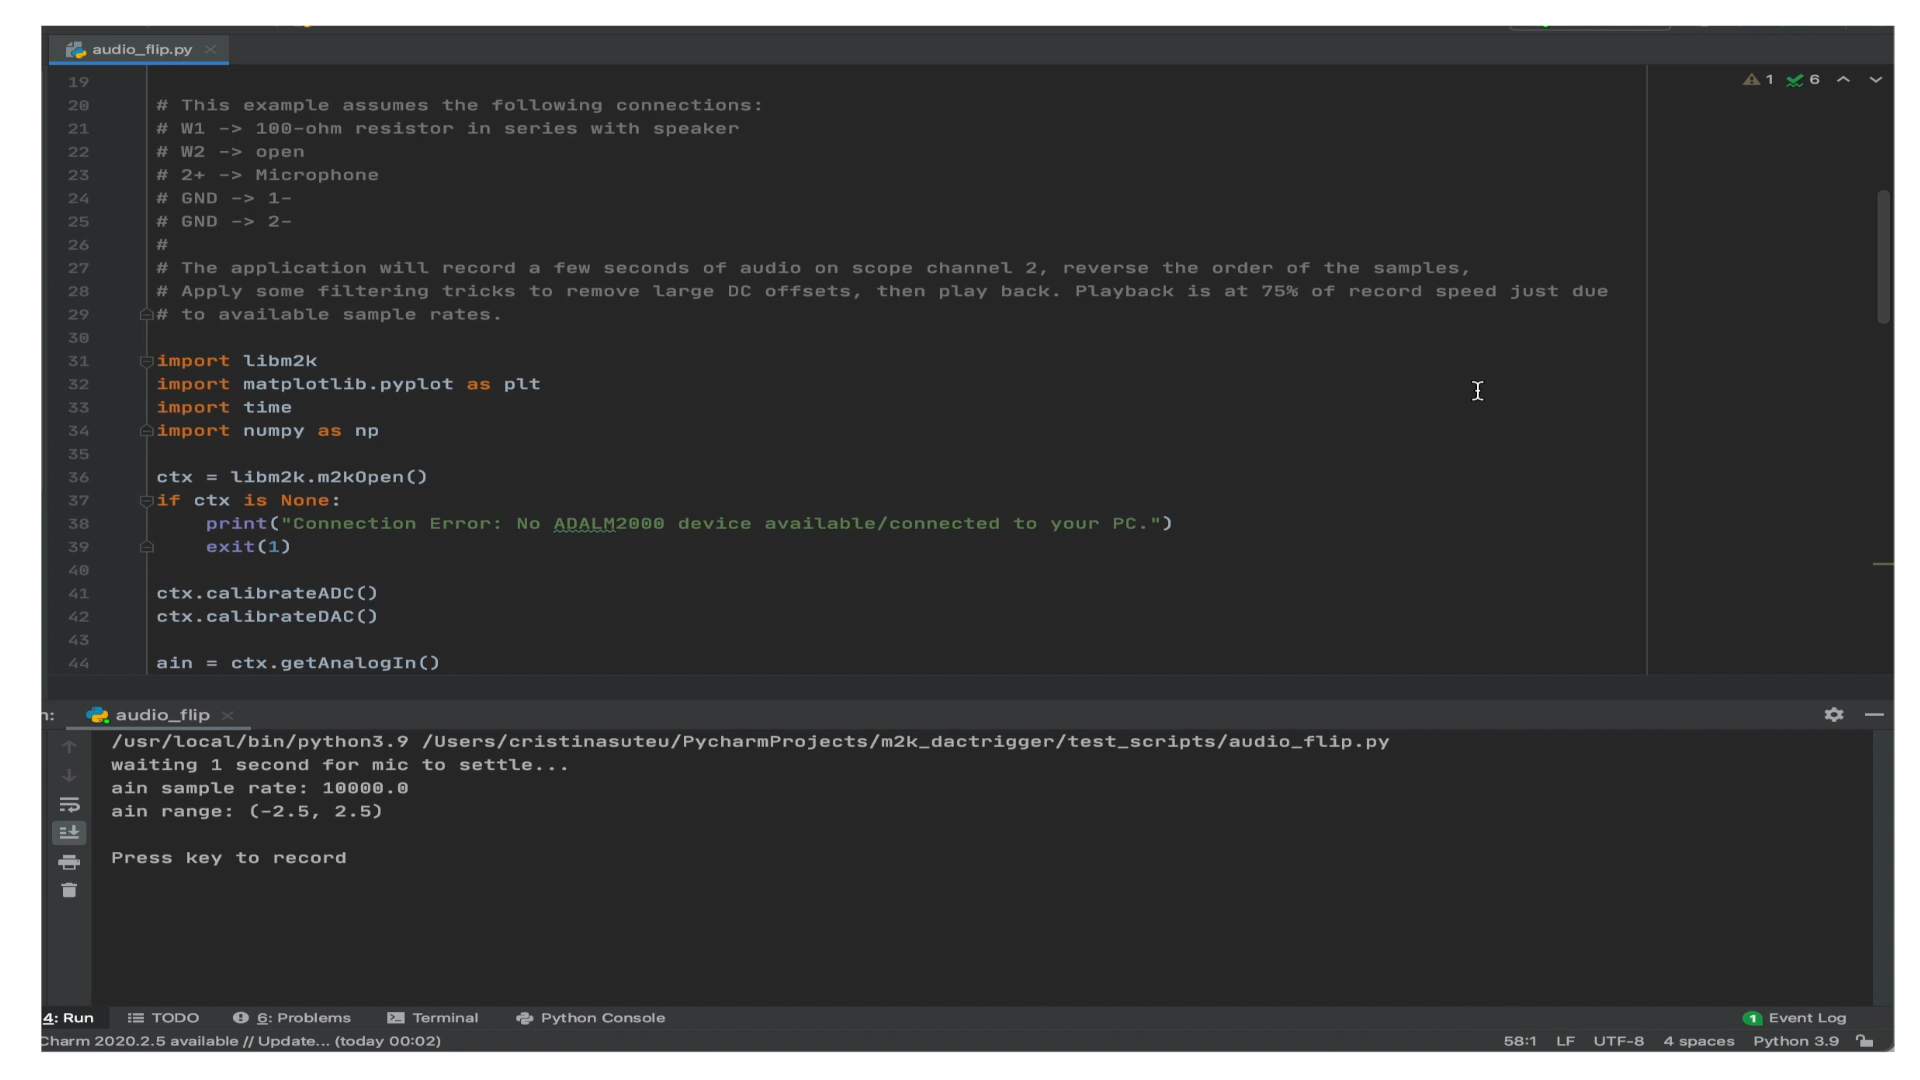 audio_flip.py
1 6
19
20 # This example assumes the following connections:
21 # W1 -> 100-ohm resistor in series with speaker
22 # W2 -> open
23 # 2+ -> Microphone
24 # GND -> 1-
25 # GND -> 2-
26 #
27 # The application will record a few seconds of audio on scope channel 2, reverse the order of the samples,
28 # Apply some filtering tricks to remove large DC offsets, then play back. Playback is at 75% of record speed just due
29 # to available sample rates.
30
31 import libm2k
32 import matplotlib.pyplot as plt
33 import time
34 import numpy as np
35
36 ctx = libm2k.m2kOpen()
37 if ctx is None:
38     print("Connection Error: No ADALM2000 device available/connected to your PC.")
39     exit(1)
40
41 ctx.calibrateADC()
42 ctx.calibrateDAC()
43
44 ain = ctx.getAnalogIn()
n: audio_flip
/usr/local/bin/python3.9 /Users/cristinasuteu/PycharmProjects/m2k_dactrigger/test_scripts/audio_flip.py
waiting 1 second for mic to settle...
ain sample rate: 10000.0
ain range: (-2.5, 2.5)
Press key to record
4: Run TODO 6: Problems Terminal Python Console 1 Event Log
Charm 2020.2.5 available // Update... (today 00:02) 58:1 LF UTF-8 4 spaces Python 3.9